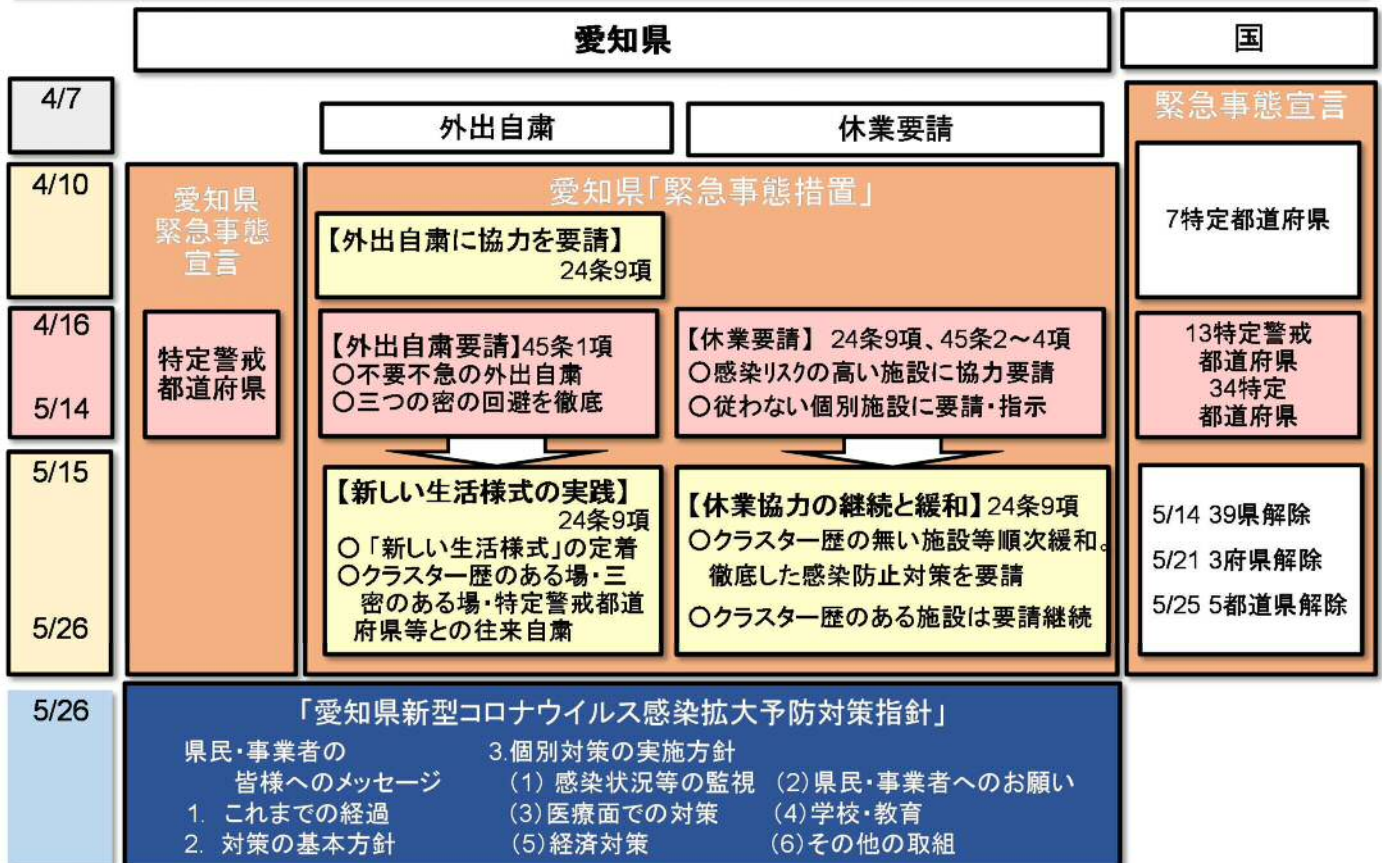 愛知県
国
4/7
外出自粛
休業要請
緊急事態宣言
7特定都道府県
4/10
愛知県
緊急事態
宣言
愛知県「緊急事態措置」
【外出自粛に協力を要請】
24条9項
4/16
5/14
特定警戒
都道府県
【外出自粛要請】45条1項
○不要不急の外出自粛
○三つの密の回避を徹底
【休業要請】 24条9項、45条2～4項
○感染リスクの高い施設に協力要請
○従わない個別施設に要請・指示
13特定警戒
都道府県
34特定
都道府県
5/15
5/26
【新しい生活様式の実践】
24条9項
○「新しい生活様式」の定着
○クラスター歴のある場・三
密のある場・特定警戒都道
府県等との往来自粛
【休業協力の継続と緩和】24条9項
○クラスター歴の無い施設等順次緩和。
徹底した感染防止対策を要請
○クラスター歴のある施設は要請継続
5/14 39県解除
5/21 3府県解除
5/25 5都道県解除
5/26
「愛知県新型コロナウイルス感染拡大予防対策指針」
県民・事業者の
皆様へのメッセージ
1. これまでの経過
2. 対策の基本方針
3.個別対策の実施方針
(1) 感染状況等の監視 (2)県民・事業者へのお願い
(3)医療面での対策 (4)学校・教育
(5)経済対策 (6)その他の取組